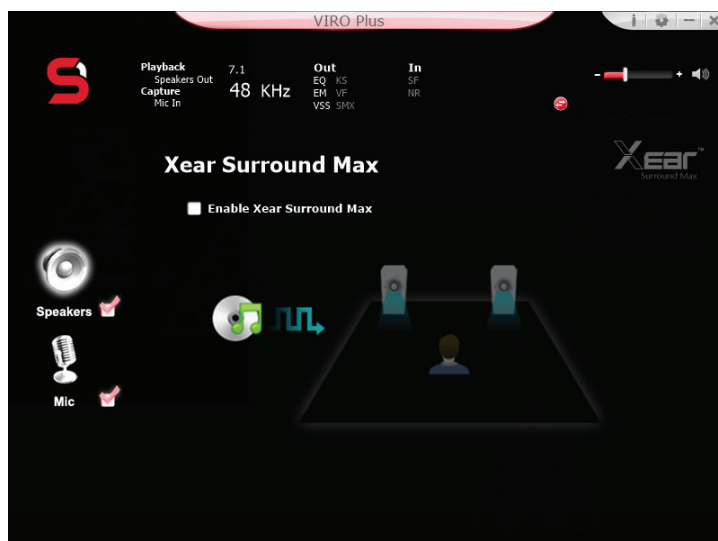 VIRO Plus
Playback
Speakers Out
Capture
Mic In
7.1
48 KHz
Out
EQ KS
EM VF
VSS SMX
In
SF
NR
Xear™
Surround Max
Xear Surround Max
Enable Xear Surround Max
Speakers
Mic